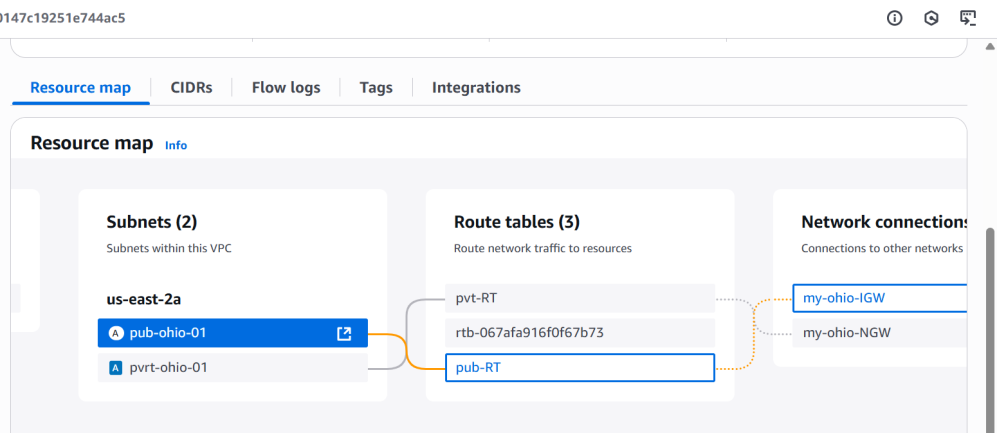 0147c19251e744ac5
Resource map
CIDRs
Flow logs
Tags
Integrations
Resource map Info
Subnets (2)
Subnets within this VPC
us-east-2a
A pub-ohio-01
A pvrt-ohio-01
Route tables (3)
Route network traffic to resources
pvt-RT
rtb-067afa916f0f67b73
pub-RT
Network connections
Connections to other networks
my-ohio-IGW
my-ohio-NGW